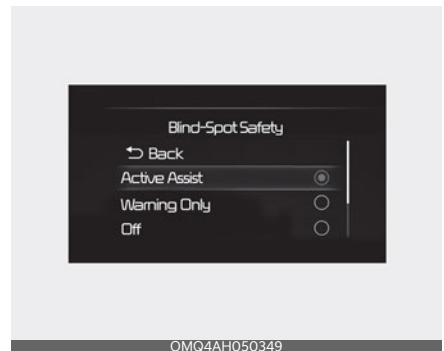 Blind-Spot Safety
Back
Active Assist
Warning Only
Off
OMQ4AH050349